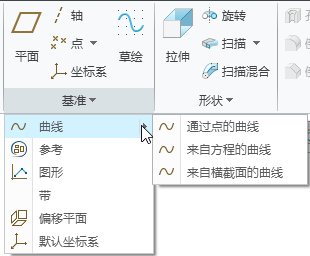 轴
旋转
点
扫描
平面
草绘
拉伸
坐标系
扫描混合
基准
形状
曲线
通过点的曲线
参考
来自方程的曲线
图形
来自横截面的曲线
带
偏移平面
默认坐标系